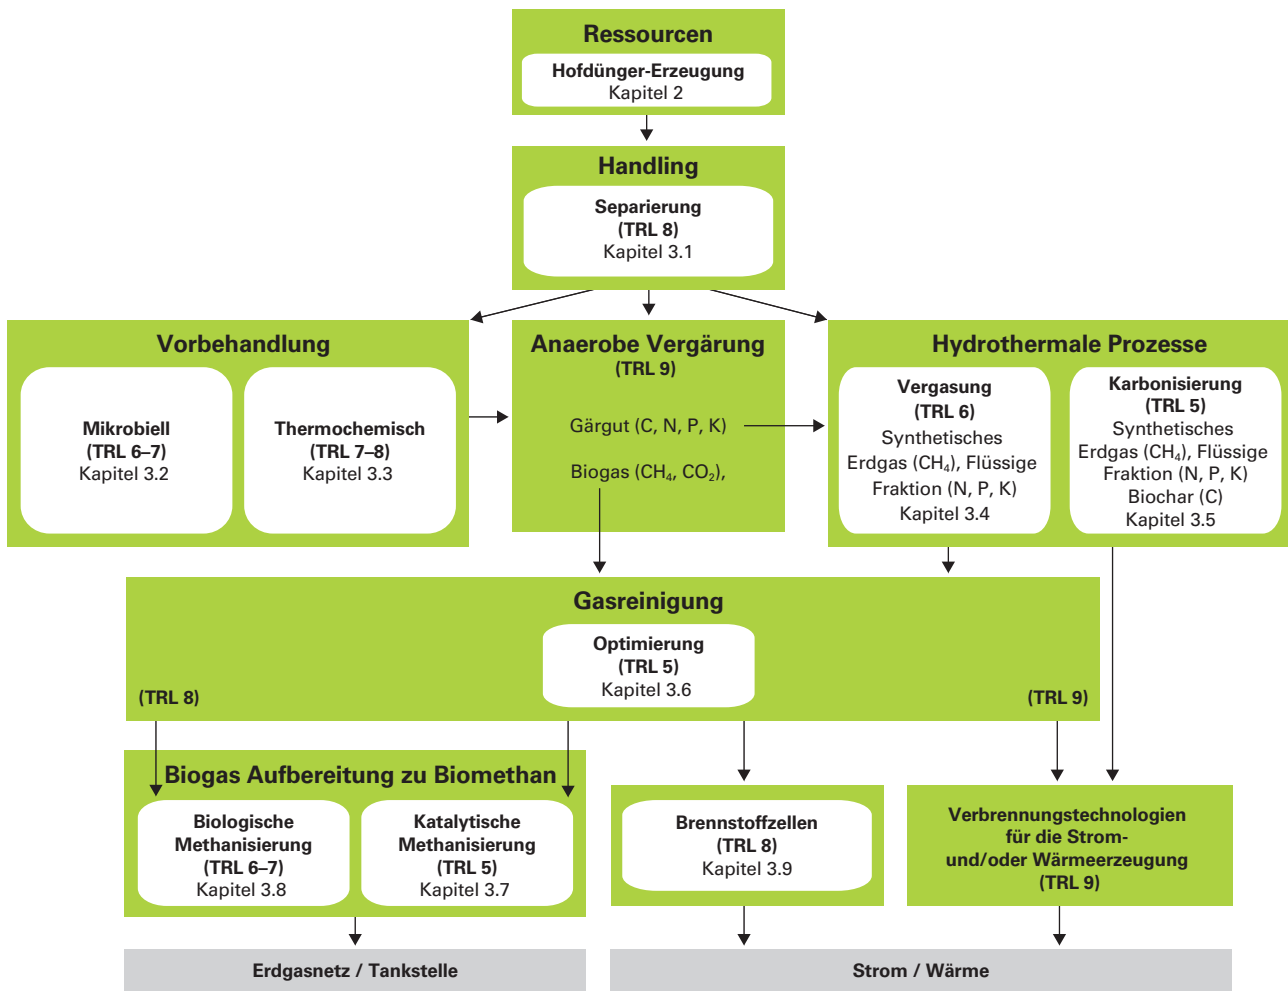 Ressourcen
Hofdünger-Erzeugung
Kapitel 2
Handling
Separierung
(TRL 8)
Kapitel 3.1
Vorbehandlung
Mikrobiell
(TRL 6–7)
Kapitel 3.2
Thermochemisch
(TRL 7–8)
Kapitel 3.3
Anaerobe Vergärung
(TRL 9)
Gärgut (C, N, P, K)
Biogas (CH₄, CO₂),
Hydrothermale Prozesse
Vergasung
(TRL 6)
Synthetisches
Erdgas (CH₄), Flüssige
Fraktion (N, P, K)
Kapitel 3.4
Karbonisierung
(TRL 5)
Synthetisches
Erdgas (CH₄), Flüssige
Fraktion (N, P, K)
Biochar (C)
Kapitel 3.5
Gasreinigung
Optimierung
(TRL 5)
Kapitel 3.6
(TRL 8)
(TRL 9)
Biogas Aufbereitung zu Biomethan
Biologische
Methanisierung
(TRL 6–7)
Kapitel 3.8
Katalytische
Methanisierung
(TRL 5)
Kapitel 3.7
Brennstoffzellen
(TRL 8)
Kapitel 3.9
Verbrennungstechnologien
für die Strom-
und/oder Wärmeerzeugung
(TRL 9)
Erdgasnetz / Tankstelle
Strom / Wärme